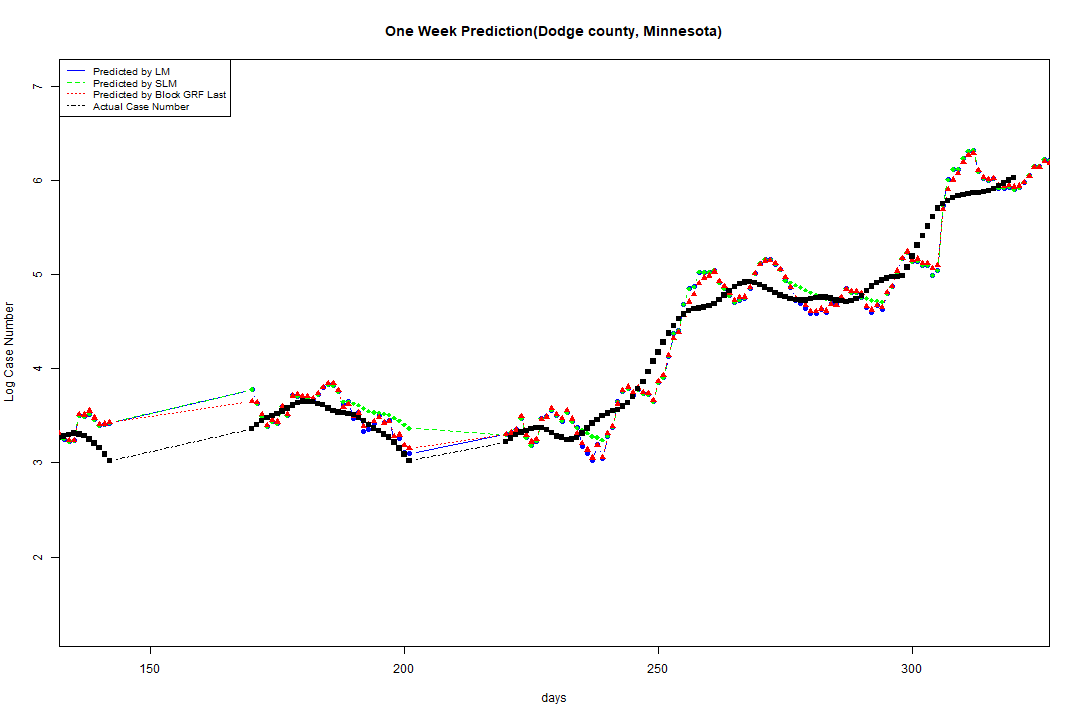 One Week Prediction(Dodge county, Minnesota)
Predicted by LM
Predicted by SLM
Predicted by Block GRF Last
Actual Case Number
Log Case Number
7
6
5
4
3
2
150
200
250
300
days